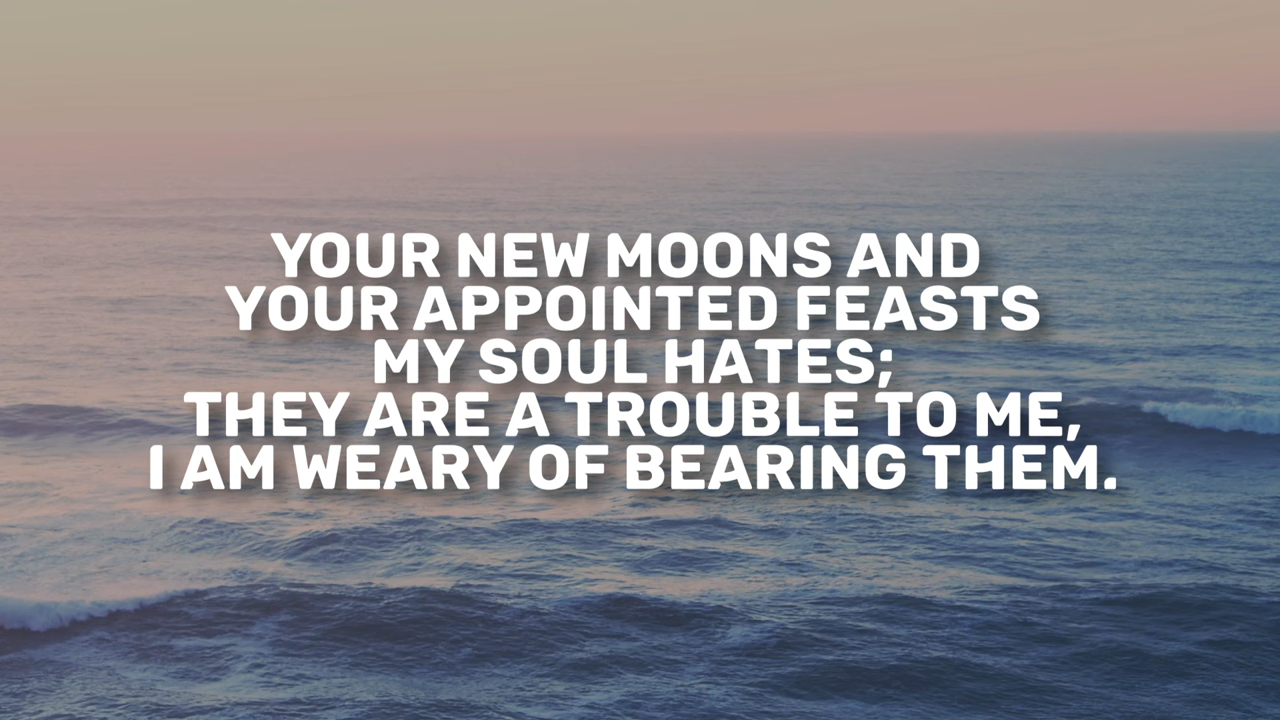 YOUR NEW MOONS AND
YOUR APPOINTED FEASTS
MY SOUL HATES;
THEY ARE A TROUBLE TO ME,
I AM WEARY OF BEARING THEM.